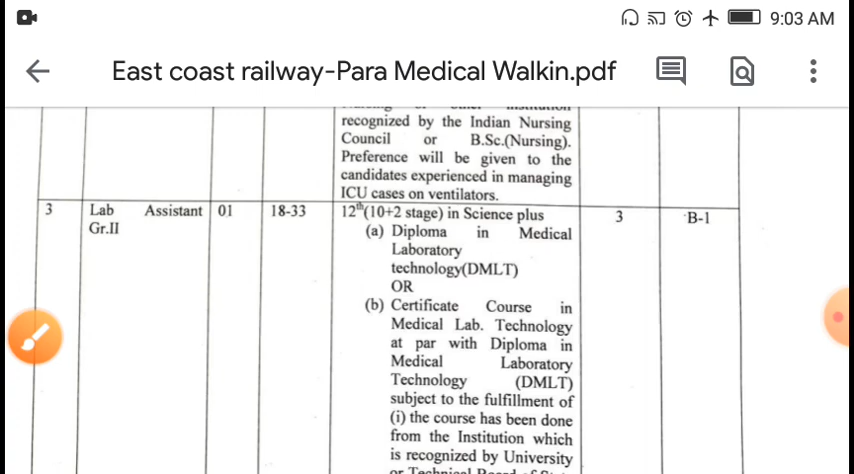 9:03 AM
East coast railway-Para Medical Walkin.pdf
recognized by the Indian Nursing
Council or B.Sc.(Nursing).
Preference will be given to the
candidates experienced in managing
ICU cases on ventilators.
3 Lab Assistant 01 18-33 12th(10+2 stage) in Science plus 3 B-1
Gr.II (a) Diploma in Medical
Laboratory
technology(DMLT)
OR
(b) Certificate Course in
Medical Lab. Technology
at par with Diploma in
Medical Laboratory
Technology (DMLT)
subject to the fulfillment of
(i) the course has been done
from the Institution which
is recognized by University